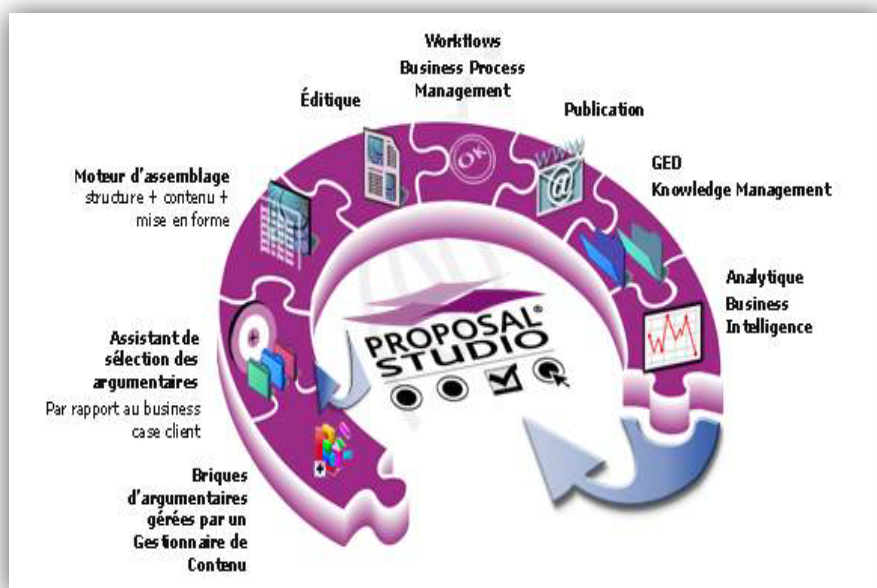 Workflows
Business Process
Management
Éditique
Publication
Moteur d'assemblage
structure + contenu +
mise en forme
GED
Knowledge Management
Analytique
Business
Intelligence
Assistant de
sélection des
argumentaires
Par rapport au business
case client
Briques
d'argumentaires
gérées par un
Gestionnaire de
Contenu
OK
WWW
@
PROPOSAL®
STUDIO